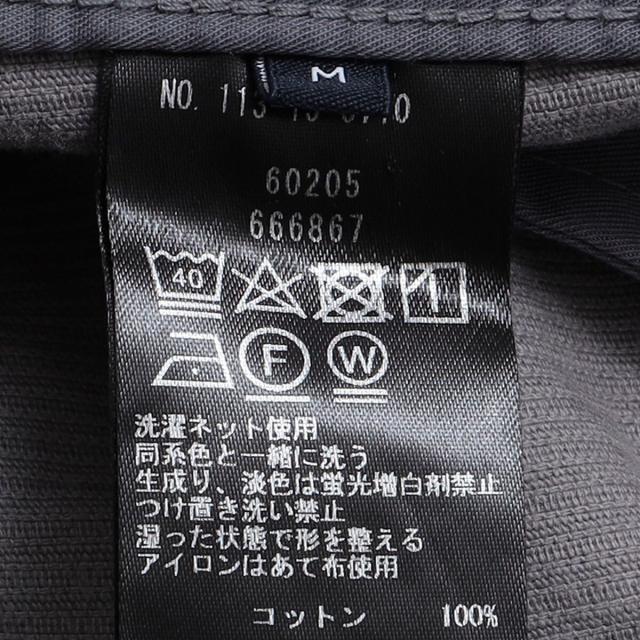 M
NO. 113
60205
666867
40
F W
洗濯ネット使用
同系色と一緒に洗う
生成り、淡色は蛍光増白剤禁止
つけ置き洗い禁止
湿った状態で形を整える
アイロンはあて布使用
コットン 100%